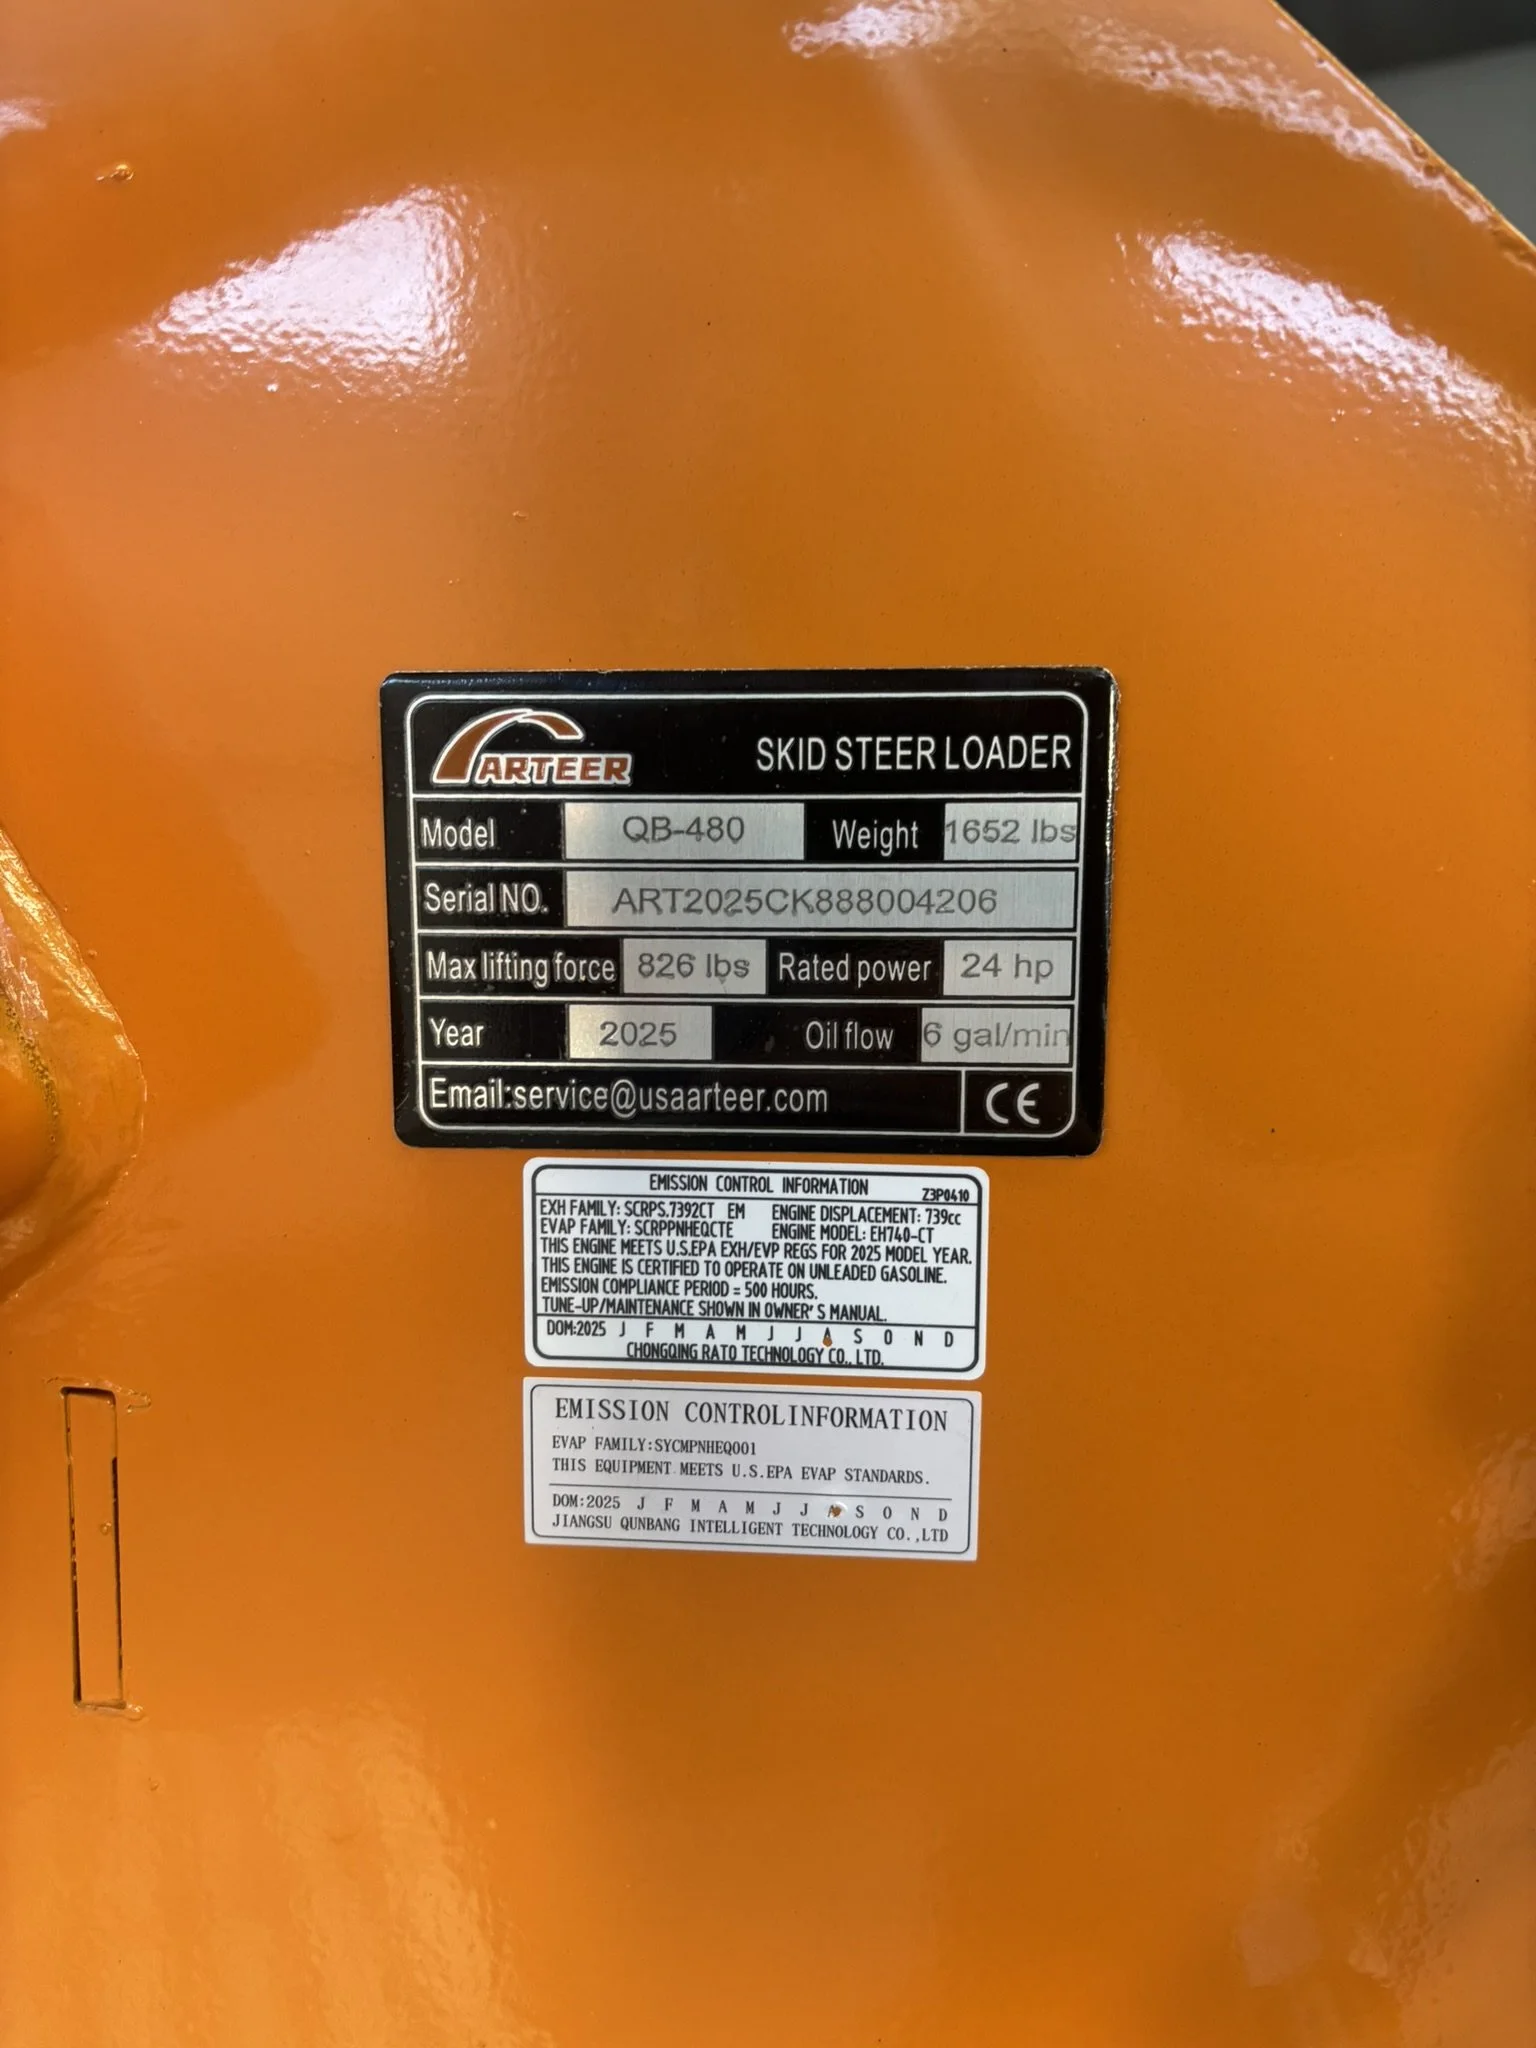 ARTEER SKID STEER LOADER
Model QB-480 Weight 1652 lbs
Serial NO. ART2025CK888004206
Max lifting force 826 lbs Rated power 24 hp
Year 2025 Oil flow 6 gal/min
Email:service@usaarteer.com CE
EMISSION CONTROL INFORMATION Z3P0410
EXH FAMILY: SCRPS.7392CT EM ENGINE DISPLACEMENT: 739cc
EVAP FAMILY: SCRPPNHEQCTE ENGINE MODEL: EH740-CT
THIS ENGINE MEETS U.S.EPA EXH/EVP REGS FOR 2025 MODEL YEAR.
THIS ENGINE IS CERTIFIED TO OPERATE ON UNLEADED GASOLINE.
EMISSION COMPLIANCE PERIOD = 500 HOURS.
TUNE-UP/MAINTENANCE SHOWN IN OWNER'S MANUAL.
DOM:2025 J F M A M J J A S O N D
CHONGQING RATO TECHNOLOGY CO., LTD.
EMISSION CONTROLINFORMATION
EVAP FAMILY:SYCMPNHEQ001
THIS EQUIPMENT MEETS U.S.EPA EVAP STANDARDS.
DOM:2025 J F M A M J J A S O N D
JIANGSU QUNBANG INTELLIGENT TECHNOLOGY CO.,LTD